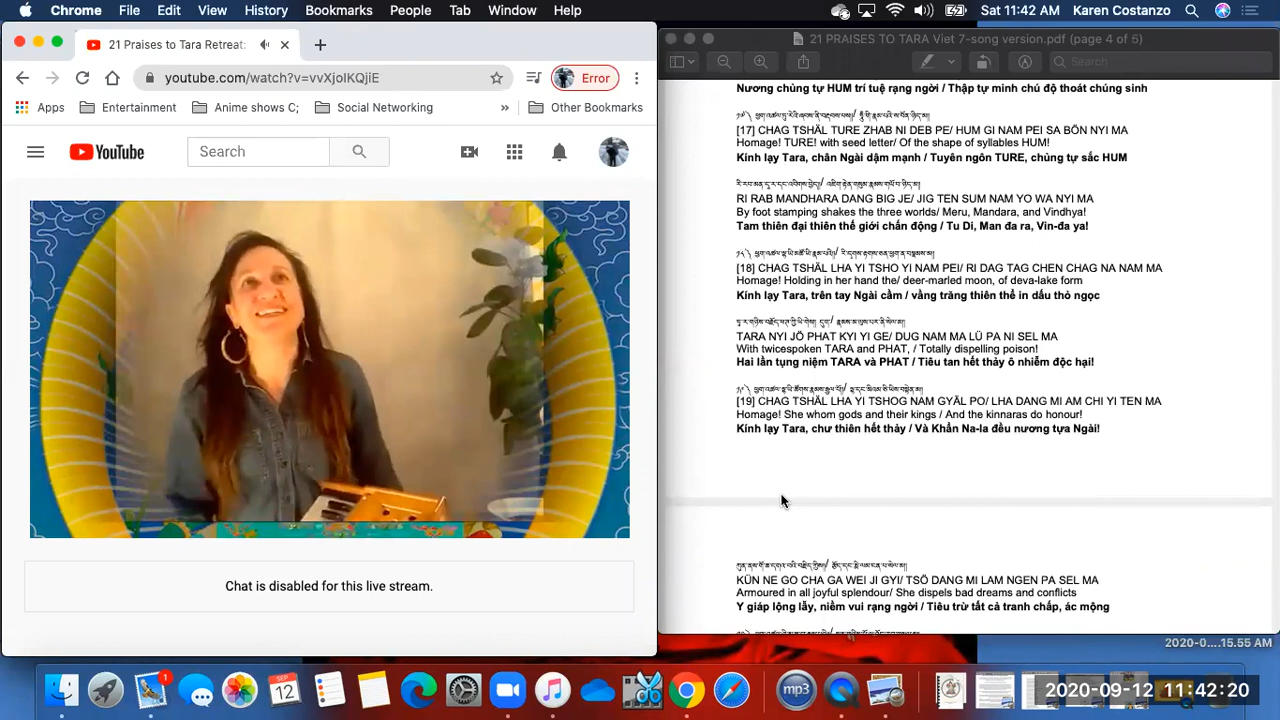 Chrome File Edit View History Bookmarks People Tab Window Help Sat 11:42 AM Karen Costanzo
21 Praises to Tara Retreat:
youtube.com/watch?v=vvXjolKQjiE Error
Apps Entertainment Anime shows C; Social Networking » Other Bookmarks
YouTube Search
Chat is disabled for this live stream.
21 PRAISES TO TARA Viet 7-song version.pdf (page 4 of 5)
Search
Nương chủng tự HUM trí tuệ rạng ngời / Thập tự minh chú độ thoát chúng sinh
[17] CHAG TSHÄL TURE ZHAB NI DEB PE/ HUM GI NAM PEI SA BÖN NYI MA
Homage! TURE! with seed letter/ Of the shape of syllables HUM!
Kính lạy Tara, chân Ngài dậm mạnh / Tuyên ngôn TURE, chủng tự sắc HUM
RI RAB MANDHARA DANG BIG JE/ JIG TEN SUM NAM YO WA NYI MA
By foot stamping shakes the three worlds/ Meru, Mandara, and Vindhya!
Tam thiên đại thiên thế giới chấn động / Tu Di, Man đa ra, Vin-đa ya!
[18] CHAG TSHÄL LHA YI TSHO YI NAM PEI/ RI DAG TAG CHEN CHAG NA NAM MA
Homage! Holding in her hand the/ deer-marled moon, of deva-lake form
Kính lạy Tara, trên tay Ngài cầm / vầng trăng thiên thể in dấu thỏ ngọc
TARA NYI JÖ PHAT KYI YI GE/ DUG NAM MA LÜ PA NI SEL MA
With twicespoken TARA and PHAT, / Totally dispelling poison!
Hai lần tụng niệm TARA và PHAT / Tiêu tan hết thảy ô nhiễm độc hại!
[19] CHAG TSHÄL LHA YI TSHOG NAM GYÄL PO/ LHA DANG MI AM CHI YI TEN MA
Homage! She whom gods and their kings / And the kinnaras do honour!
Kính lạy Tara, chư thiên hết thảy / Và Khẩn Na-la đều nương tựa Ngài!
KÜN NE GO CHA GA WEI JI GYI/ TSÖ DANG MI LAM NGEN PA SEL MA
Armoured in all joyful splendour/ She dispels bad dreams and conflicts
Y giáp lộng lẫy, niềm vui rạng ngời / Tiêu trừ tất cả tranh chấp, ác mộng
2020-0....15.55 AM
1
SEP
12
mp3
2020-09-12 11:42:20